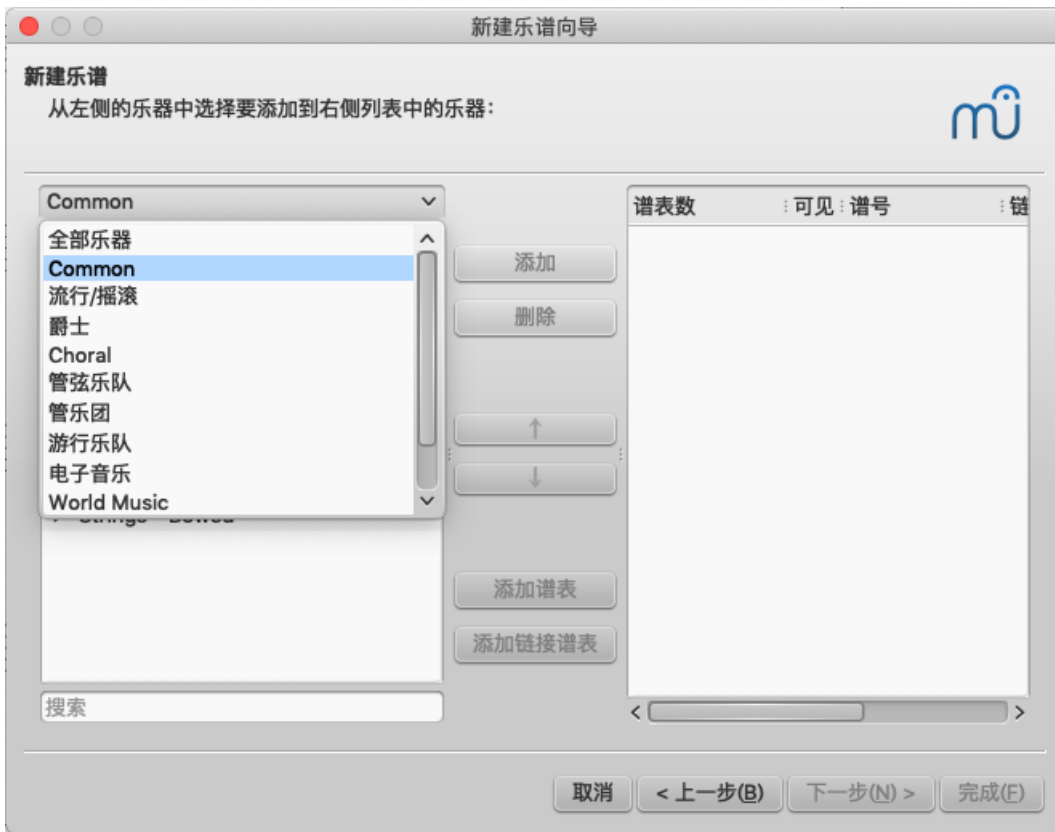 新建乐谱向导
新建乐谱
从左侧的乐器中选择要添加到右侧列表中的乐器：
mu
Common
谱表数 可见 谱号 链
全部乐器
Common
流行/摇滚
爵士
Choral
管弦乐队
管乐团
游行乐队
电子音乐
World Music
添加
删除
↑
↓
添加谱表
添加链接谱表
搜索
取消 < 上一步(B) 下一步(N) > 完成(F)